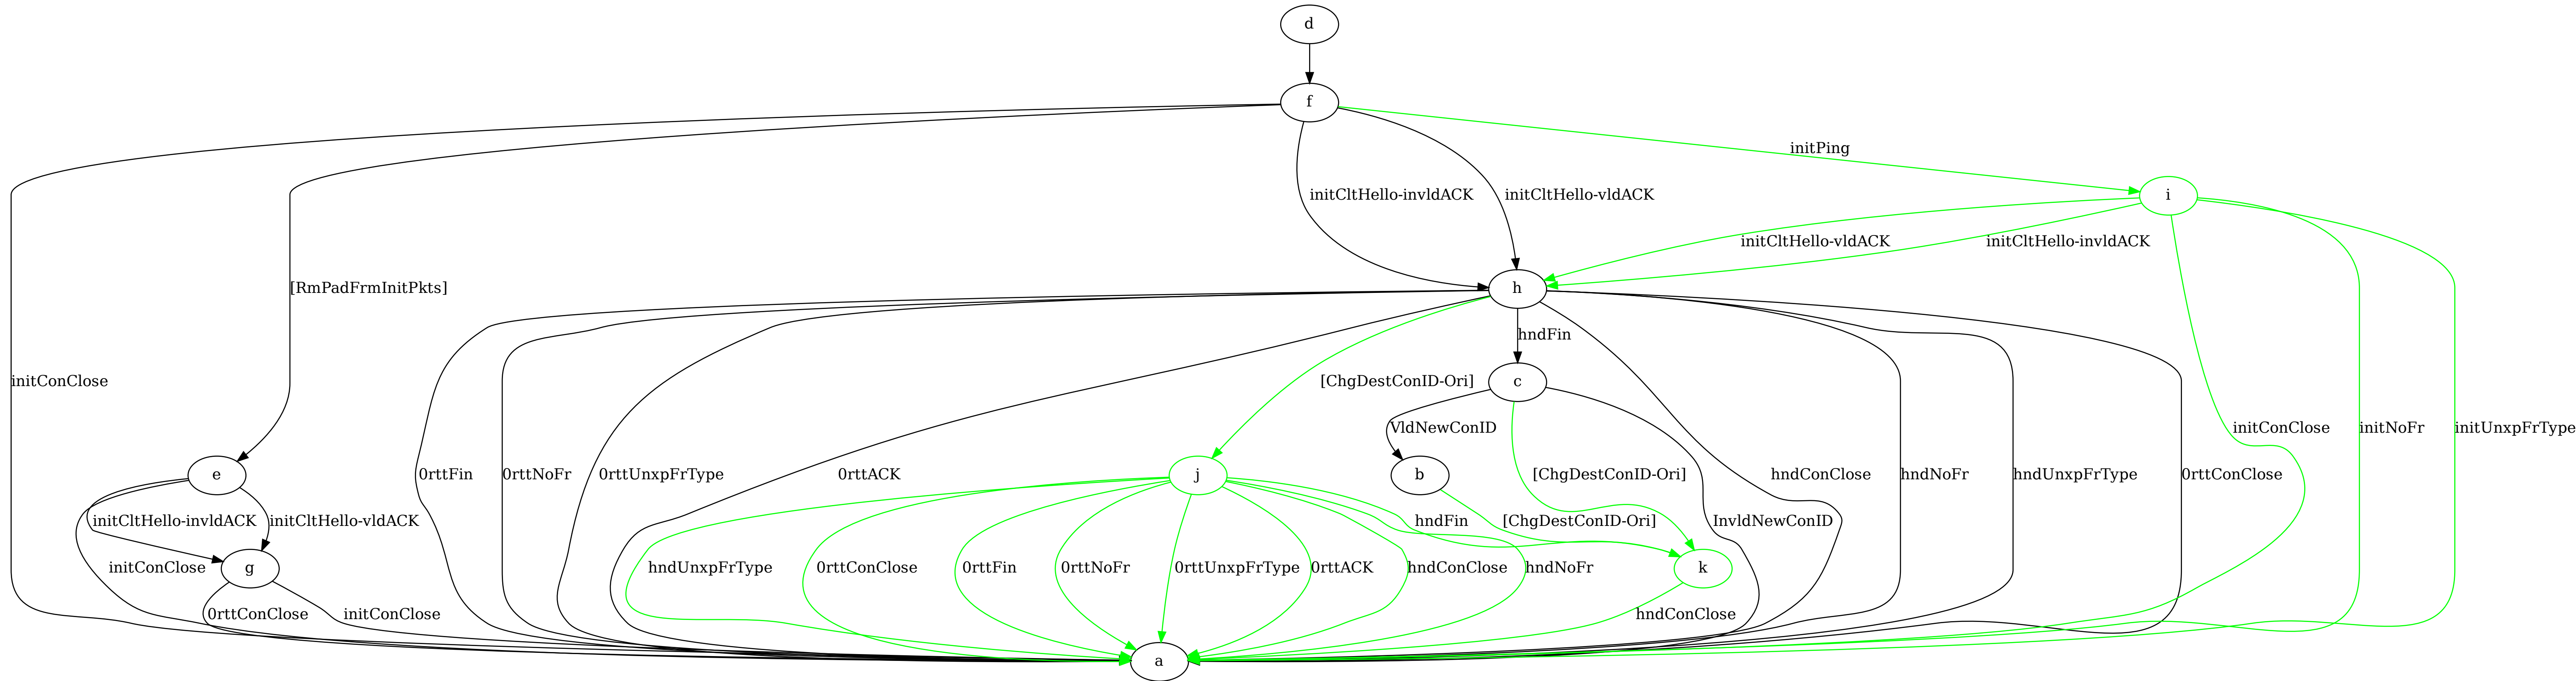 d
f
initPing
i
initCltHello-invldACK
initCltHello-vldACK
initCltHello-vldACK
initCltHello-invldACK
[RmPadFrmInitPkts]
h
hndFin
initConClose
[ChgDestConID-Ori]
c
VldNewConID
initConClose
initNoFr
initUnxpFrType
e
0rttFin
0rttNoFr
0rttUnxpFrType
0rttACK
j
b
[ChgDestConID-Ori]
hndConClose
hndNoFr
hndUnxpFrType
0rttConClose
initCltHello-invldACK
initCltHello-vldACK
hndFin
[ChgDestConID-Ori]
InvldNewConID
initConClose
g
hndUnxpFrType
0rttConClose
0rttFin
0rttNoFr
0rttUnxpFrType
0rttACK
hndConClose
hndNoFr
k
0rttConClose
initConClose
hndConClose
a